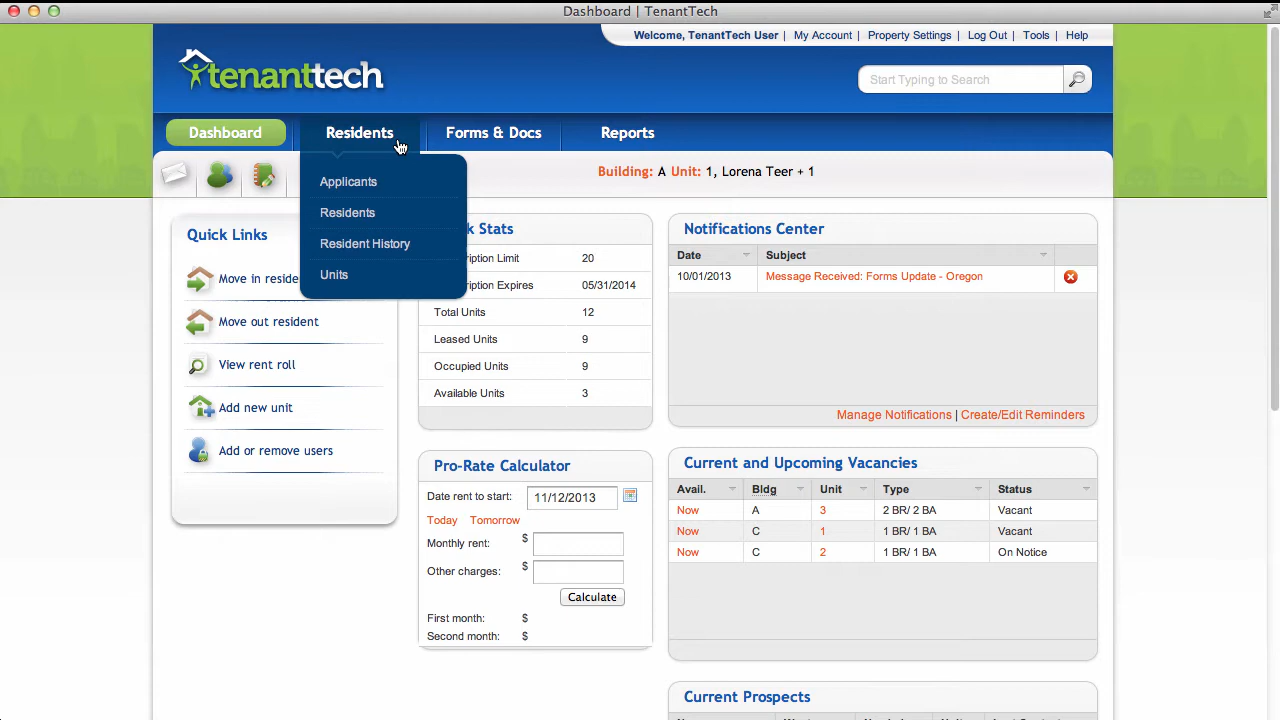 Dashboard | TenantTech
Welcome, TenantTech User | My Account | Property Settings | Log Out | Tools | Help
tenanttech
Start Typing to Search
Dashboard
Residents
Forms & Docs
Reports
Applicants
Residents
Resident History
Units
Building: A Unit: 1, Lorena Teer + 1
Quick Links
Move in reside
Move out resident
View rent roll
Add new unit
Add or remove users
k Stats
ription Limit 20
ription Expires 05/31/2014
Total Units 12
Leased Units 9
Occupied Units 9
Available Units 3
Pro-Rate Calculator
Date rent to start: 11/12/2013
Today Tomorrow
Monthly rent: $
Other charges: $
Calculate
First month: $
Second month: $
Notifications Center
Date Subject
10/01/2013 Message Received: Forms Update - Oregon
Manage Notifications | Create/Edit Reminders
Current and Upcoming Vacancies
Avail. Bldg Unit Type Status
Now A 3 2 BR/ 2 BA Vacant
Now C 1 1 BR/ 1 BA Vacant
Now C 2 1 BR/ 1 BA On Notice
Current Prospects